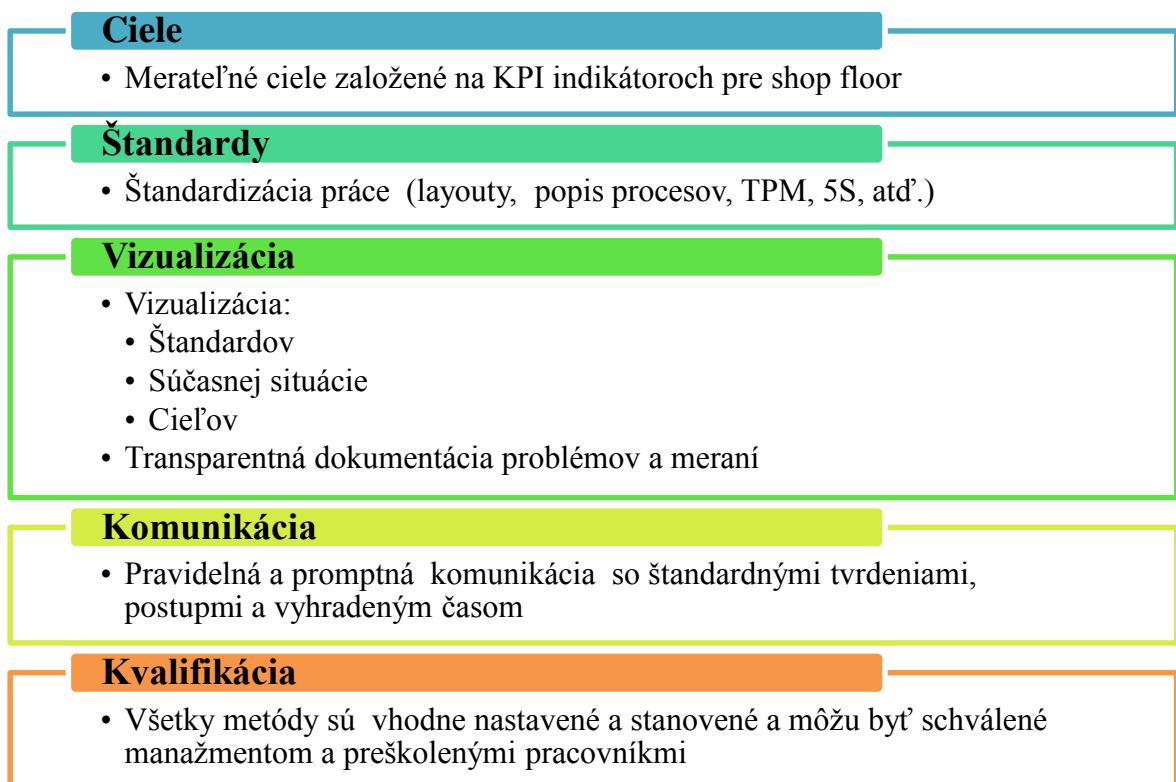 Ciele
• Merateľné ciele založené na KPI indikátoroch pre shop floor
Štandardy
• Štandardizácia práce (layouty, popis procesov, TPM, 5S, atď.)
Vizualizácia
• Vizualizácia:
• Štandardov
• Súčasnej situácie
• Cieľov
• Transparentná dokumentácia problémov a meraní
Komunikácia
• Pravidelná a promptná komunikácia so štandardnými tvrdeniami,
postupmi a vyhradeným časom
Kvalifikácia
• Všetky metódy sú vhodne nastavené a stanovené a môžu byť schválené
manažmentom a preškolenými pracovníkmi